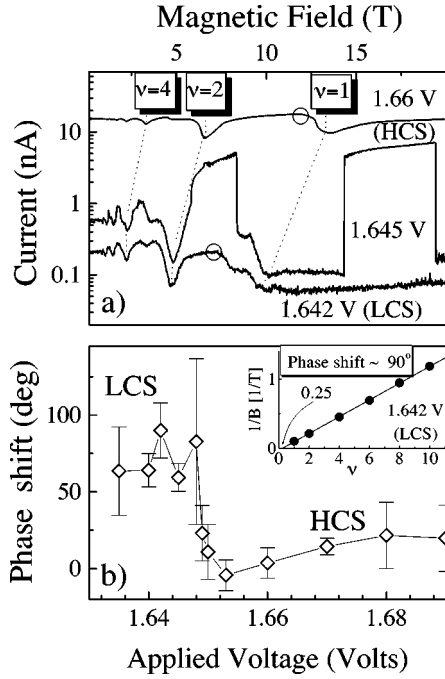 Magnetic Field (T)
5 10 15
ν=4 ν=2 ν=1
1.66 V
(HCS)
1.645 V
1.642 V (LCS)
10
1
0.1
Current (nA)
a)
LCS
HCS
Phase shift ~ 90°
0.25
1.642 V
(LCS)
1/B [1/T]
1
0
0 2 4 6 8 10
ν
100
50
0
Phase shift (deg)
b)
1.64 1.66 1.68
Applied Voltage (Volts)